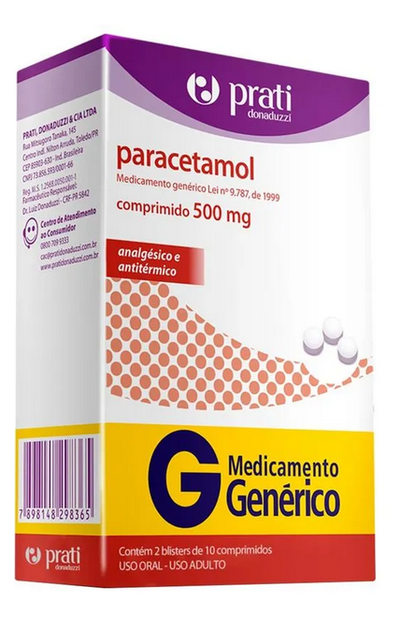 prati
donaduzzi
paracetamol
Medicamento genérico Lei nº 9.787, de 1999
comprimido 500 mg
analgésico e
antitérmico
G Medicamento
Genérico
Contém 2 blisters de 10 comprimidos
USO ORAL - USO ADULTO
PRATI, DONADUZZI & CIA LTDA
Rua Mitsugoro Tanaka, 145
Centro Indl. Nilton Arruda, Toledo/PR
CEP 85903-630 - Ind. Brasileira
CNPJ 73.856.593/0001-66
Reg. M.S. 1.2568.0050.001-1
Farmacêutico Responsável:
Dr. Luiz Donaduzzi - CRF-PR 5842
Centro de Atendimento
ao Consumidor
0800 709 9333
cac@pratidonaduzzi.com.br
www.pratidonaduzzi.com.br
7 898148 298365
prati
donaduzzi